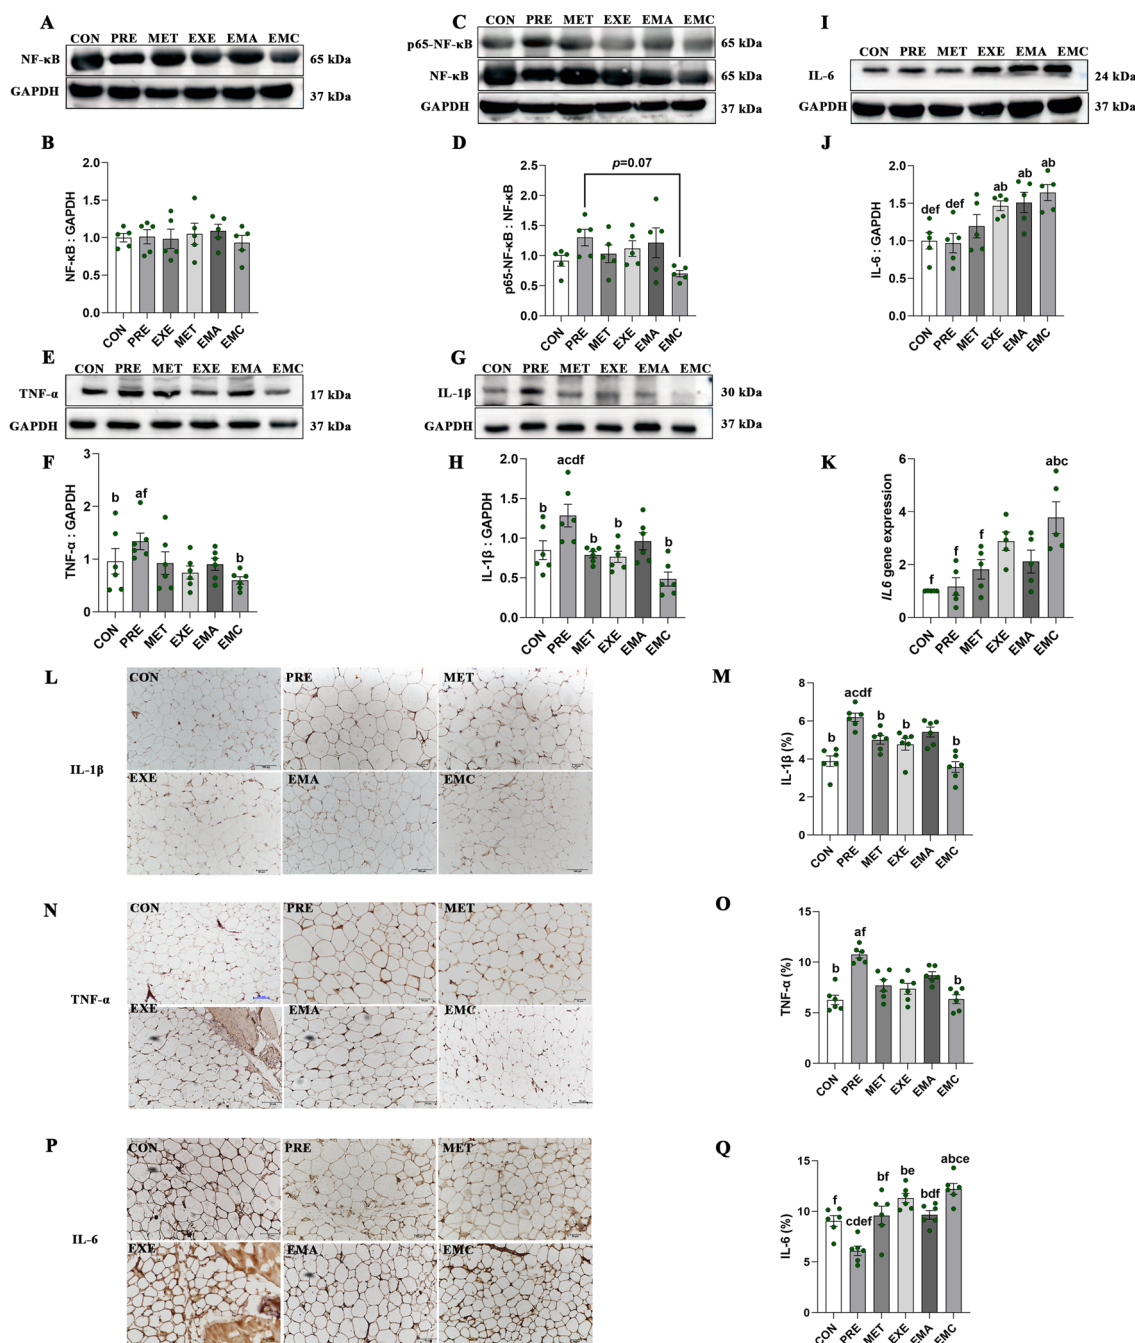 A
CON PRE MET EXE EMA EMC
NF-κB
65 kDa
GAPDH
37 kDa
C
CON PRE MET EXE EMA EMC
p65-NF-κB
65 kDa
NF-κB
65 kDa
GAPDH
37 kDa
I
CON PRE MET EXE EMA EMC
IL-6
24 kDa
GAPDH
37 kDa
B
NF-κB : GAPDH
2.0
1.5
1.0
0.5
0.0
CON PRE EXE MET EMA EMC
D
p=0.07
p65-NF-κB : NF-κB
2.5
2.0
1.5
1.0
0.5
0.0
CON PRE MET EXE EMA EMC
J
IL-6 : GAPDH
2.0
1.5
1.0
0.5
0.0
def def ab ab ab
CON PRE MET EXE EMA EMC
E
CON PRE MET EXE EMA EMC
TNF-α
17 kDa
GAPDH
37 kDa
G
CON PRE MET EXE EMA EMC
IL-1β
30 kDa
GAPDH
37 kDa
F
TNF-α : GAPDH
3
2
1
0
b af b
CON PRE MET EXE EMA EMC
H
IL-1β : GAPDH
2.0
1.5
1.0
0.5
0.0
b acdf b b b
CON PRE MET EXE EMA EMC
K
IL6 gene expression
6
4
2
0
f f f abc
CON PRE MET EXE EMA EMC
L
IL-1β
CON PRE MET
EXE EMA EMC
M
IL-1β (%)
8
6
4
2
0
b acdf b b b
CON PRE MET EXE EMA EMC
N
TNF-α
CON PRE MET
EXE EMA EMC
O
TNF-α (%)
15
10
5
0
b af b
CON PRE MET EXE EMA EMC
P
IL-6
CON PRE MET
EXE EMA EMC
Q
IL-6 (%)
15
10
5
0
f cdef bf be bdf abce
CON PRE MET EXE EMA EMC